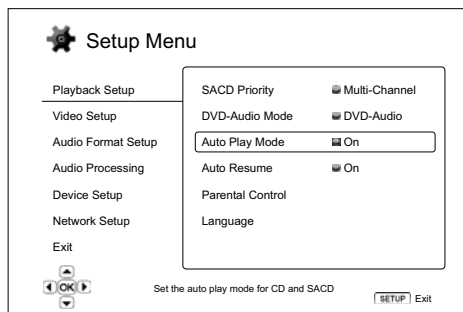 Setup Menu
Playback Setup
Video Setup
Audio Format Setup
Audio Processing
Device Setup
Network Setup
Exit
SACD Priority Multi-Channel
DVD-Audio Mode DVD-Audio
Auto Play Mode On
Auto Resume On
Parental Control
Language
OK
Set the auto play mode for CD and SACD
SETUP Exit